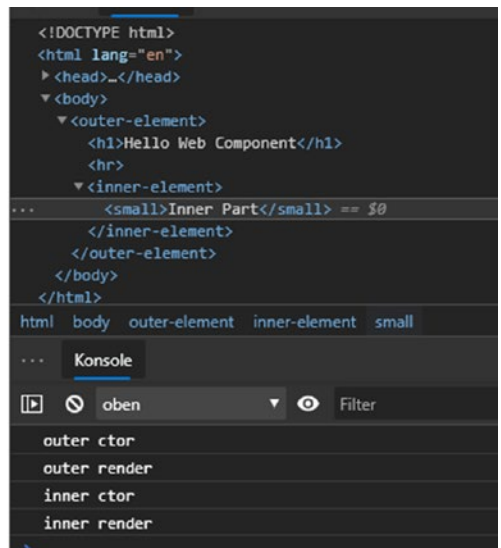 <!DOCTYPE html>
<html lang="en">
<head>…</head>
<body>
<outer-element>
<h1>Hello Web Component</h1>
<hr>
<inner-element>
<small>Inner Part</small> == $0
</inner-element>
</outer-element>
</body>
</html>
html body outer-element inner-element small
... Konsole
oben Filter
outer ctor
outer render
inner ctor
inner render